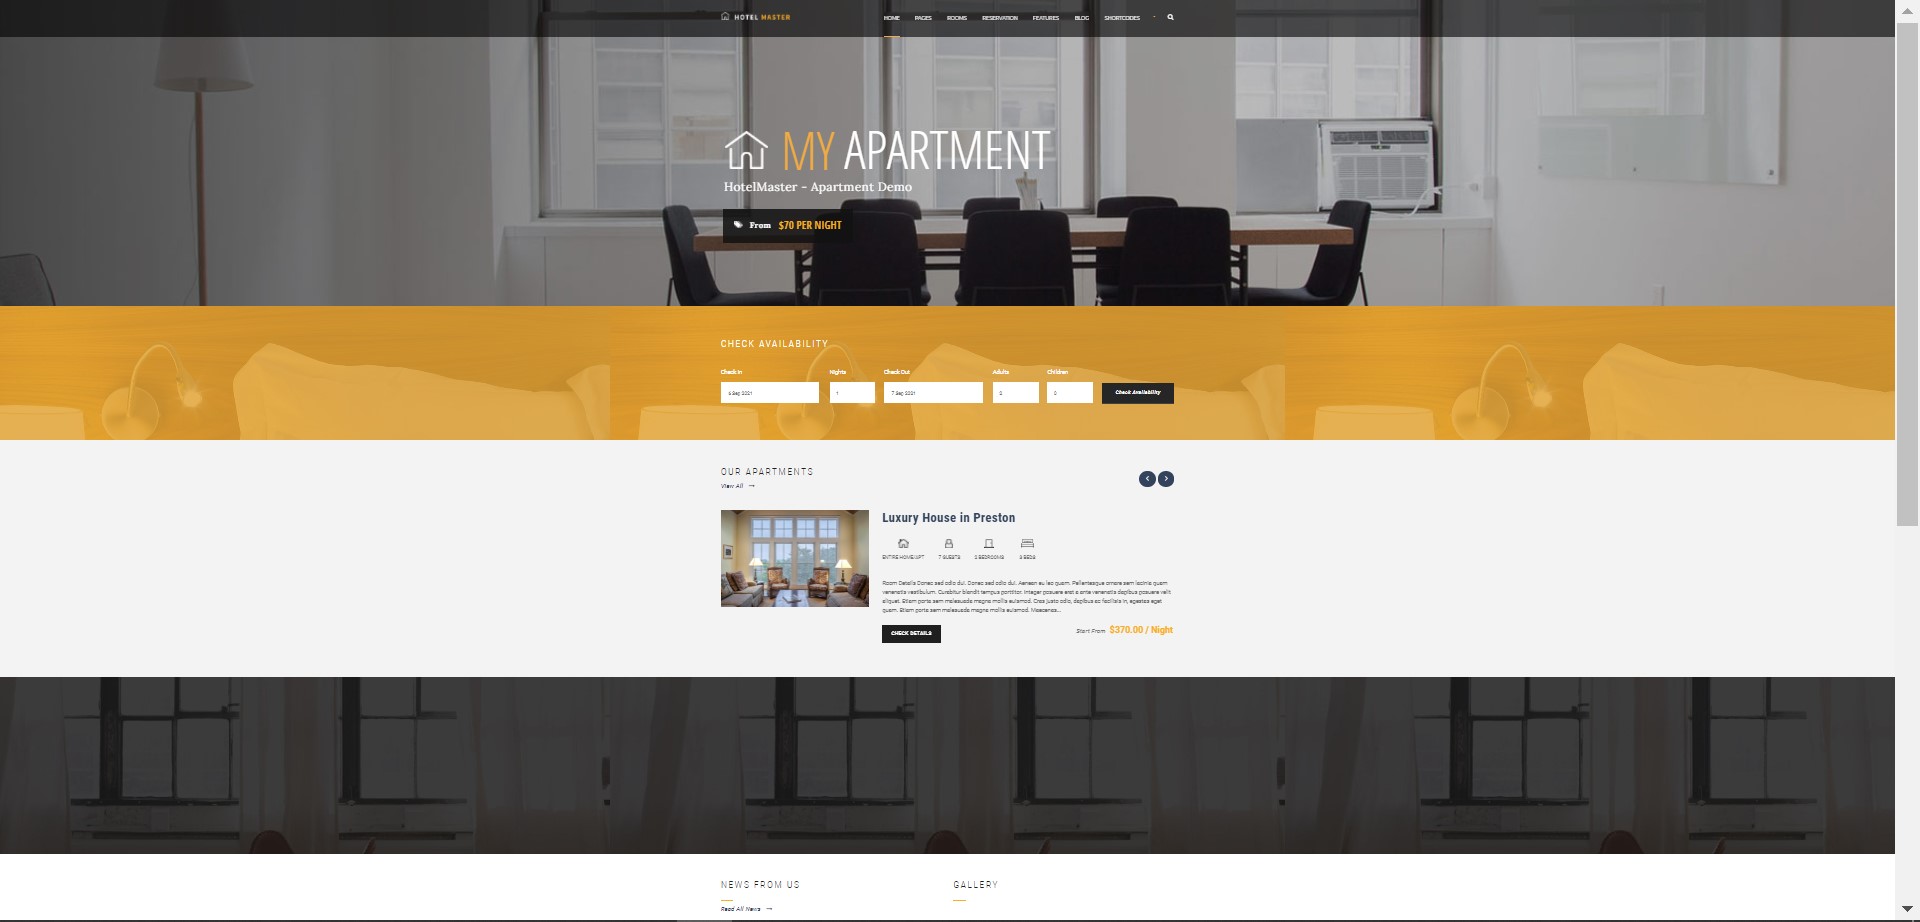 HOTEL MASTER
HOME PAGES ROOMS RESERVATION FEATURES BLOG SHORTCODES
MY APARTMENT
HotelMaster - Apartment Demo
From $70 PER NIGHT
CHECK AVAILABILITY
Check In Nights Check Out Adults Children
6 Sep 2021 1 7 Sep 2021 Check Availability
OUR APARTMENTS
View All →
Luxury House in Preston
ENTIRE HOME/APT 7 GUESTS 3 BEDROOMS 3 BEDS
Room Details Donec sed odio dui. Donec sed odio dui. Aenean eu leo quam. Pellentesque ornare sem lacinia quam
venenatis vestibulum. Curabitur blandit tempus porttitor. Integer posuere erat a ante venenatis dapibus posuere velit
aliquet. Etiam porta sem malesuada magna mollis euismod. Cras justo odio, dapibus ac facilisis in, egestas eget
quam. Etiam porta sem malesuada magna mollis euismod. Maecenas...
CHECK DETAILS
Start From $370.00 / Night
NEWS FROM US
Read All News →
GALLERY